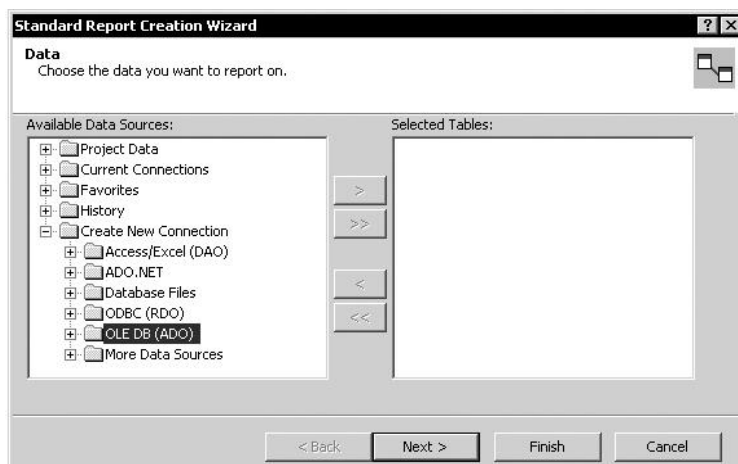 Standard Report Creation Wizard
Data
Choose the data you want to report on.
Available Data Sources:
Selected Tables:
Project Data
Current Connections
Favorites
History
Create New Connection
Access/Excel (DAO)
ADO.NET
Database Files
ODBC (RDO)
OLE DB (ADO)
More Data Sources
>
>>
<
<<
< Back
Next >
Finish
Cancel